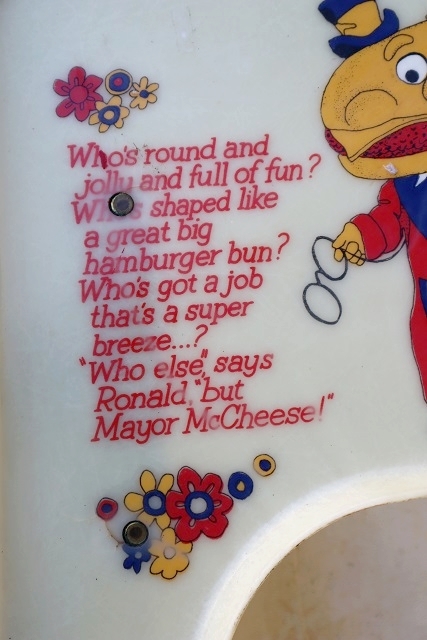 Who's round and
jolly and full of fun?
Who's shaped like
a great big
hamburger bun?
Who's got a job
that's a super
breeze...?
"Who else," says
Ronald, "but
Mayor McCheese!"